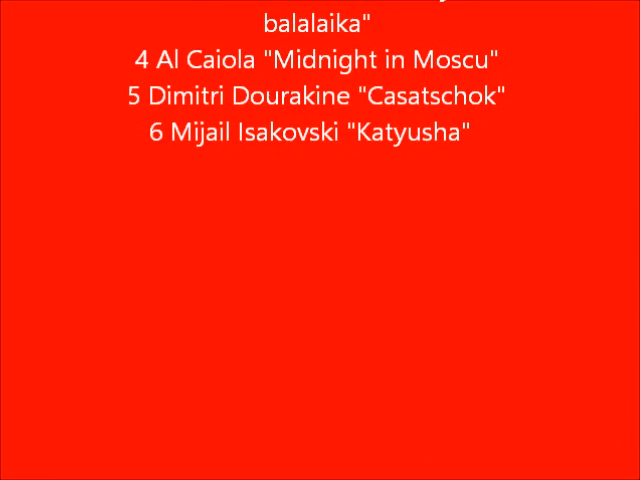 balalaika"
4 Al Caiola "Midnight in Moscu"
5 Dimitri Dourakine "Casatschok"
6 Mijail Isakovski "Katyusha"